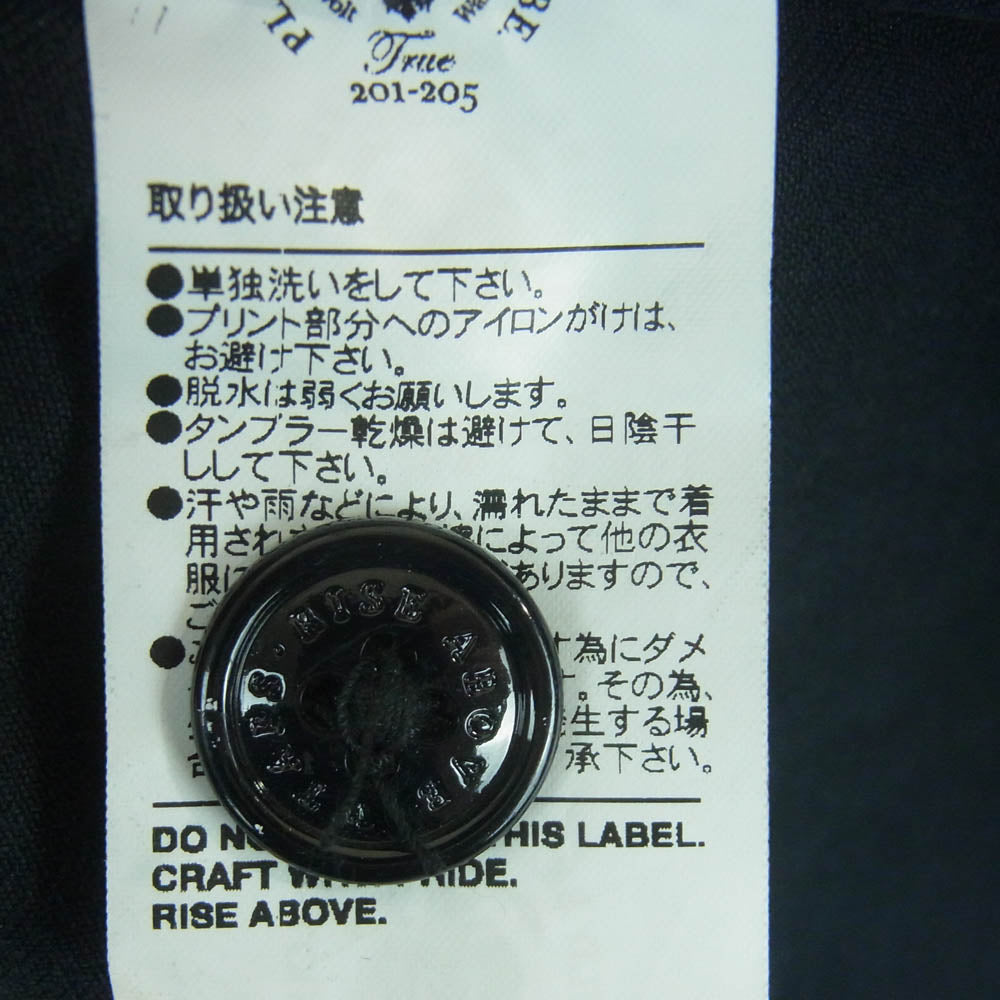 True
201-205
取り扱い注意
●単独洗いをして下さい。
●プリント部分へのアイロンがけは、
お避け下さい。
●脱水は弱くお願いします。
●タンブラー乾燥は避けて、日陰干
しして下さい。
●汗や雨などにより、濡れたままで着
用され によって他の衣
服に ありますので、
ご
● 為にダメ
。その為、
生する場
承下さい。
RISE ABOVE
DO THIS LABEL.
CRAFT WITH PRIDE.
RISE ABOVE.